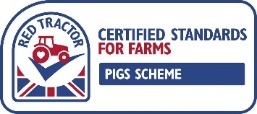 RED TRACTOR
CERTIFIED STANDARDS
FOR FARMS
PIGS SCHEME